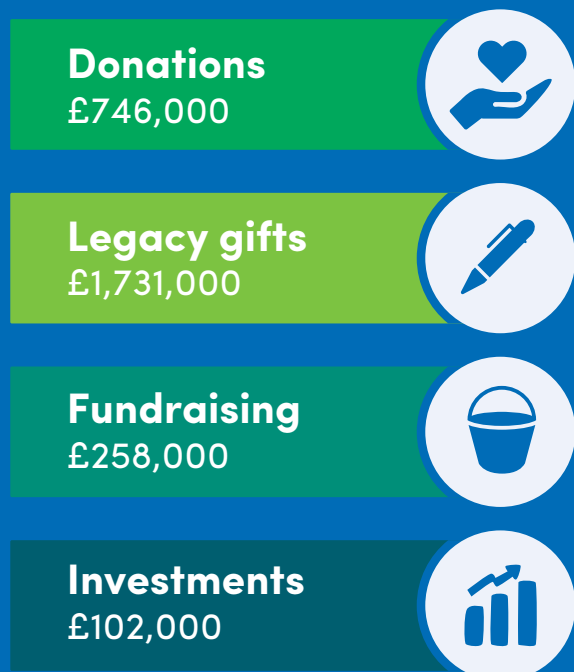 Donations
£746,000
Legacy gifts
£1,731,000
Fundraising
£258,000
Investments
£102,000